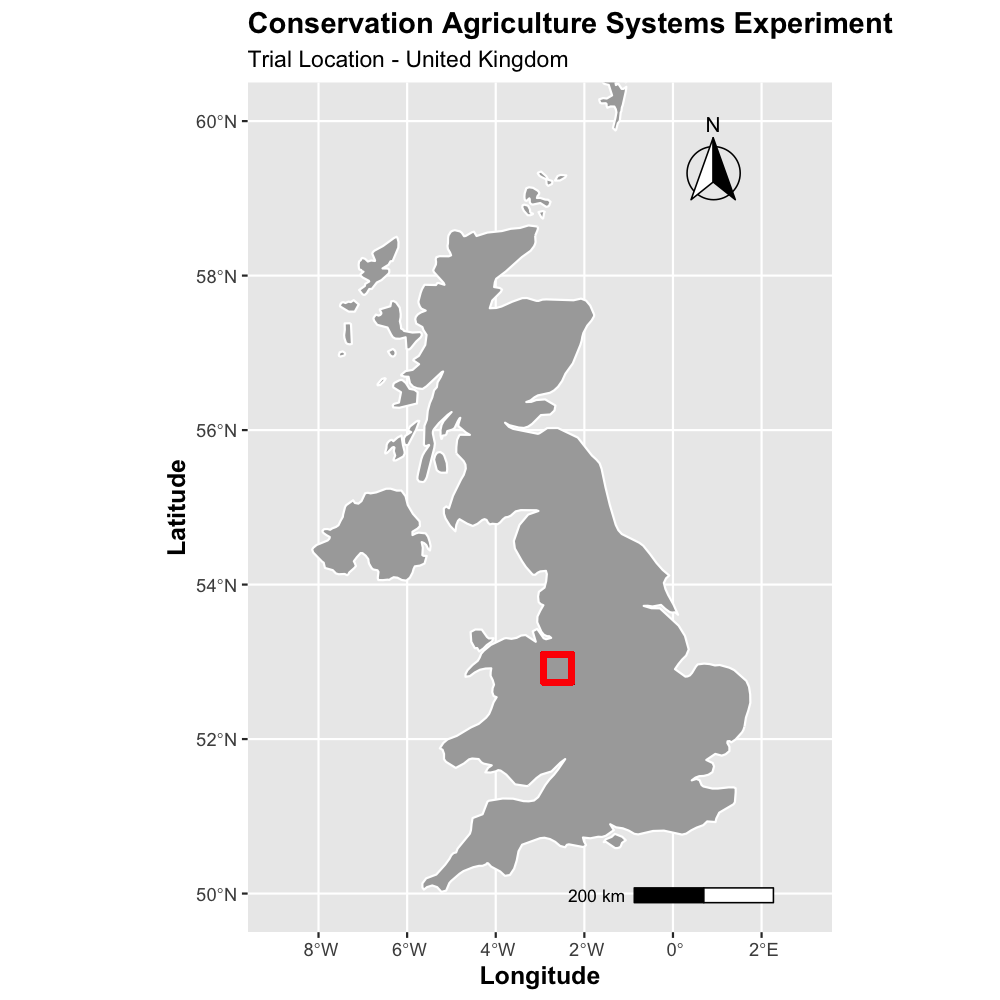 Conservation Agriculture Systems Experiment
Trial Location - United Kingdom
N
60°N
58°N
56°N
54°N
52°N
50°N
Latitude
200 km
8°W
6°W
4°W
2°W
0°
2°E
Longitude